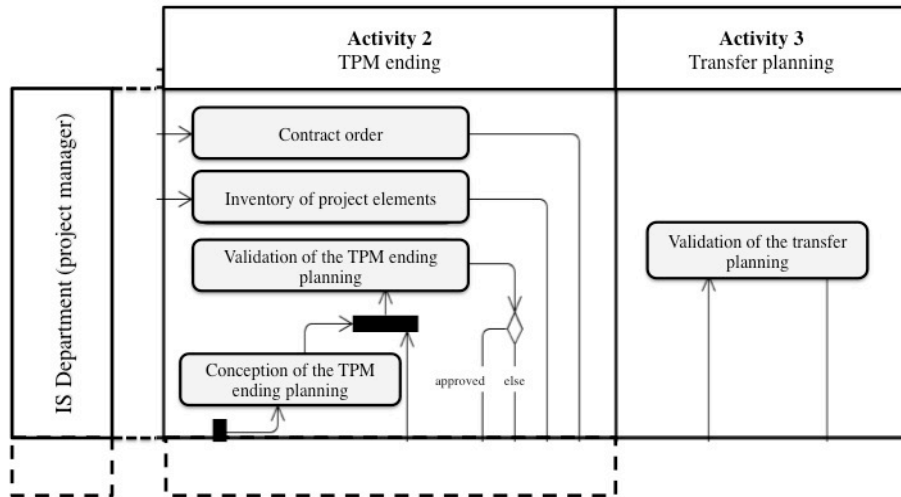 Activity 2
TPM ending
Activity 3
Transfer planning
IS Department (project manager)
Contract order
Inventory of project elements
Validation of the TPM ending
planning
Validation of the transfer
planning
Conception of the TPM
ending planning
approved
else